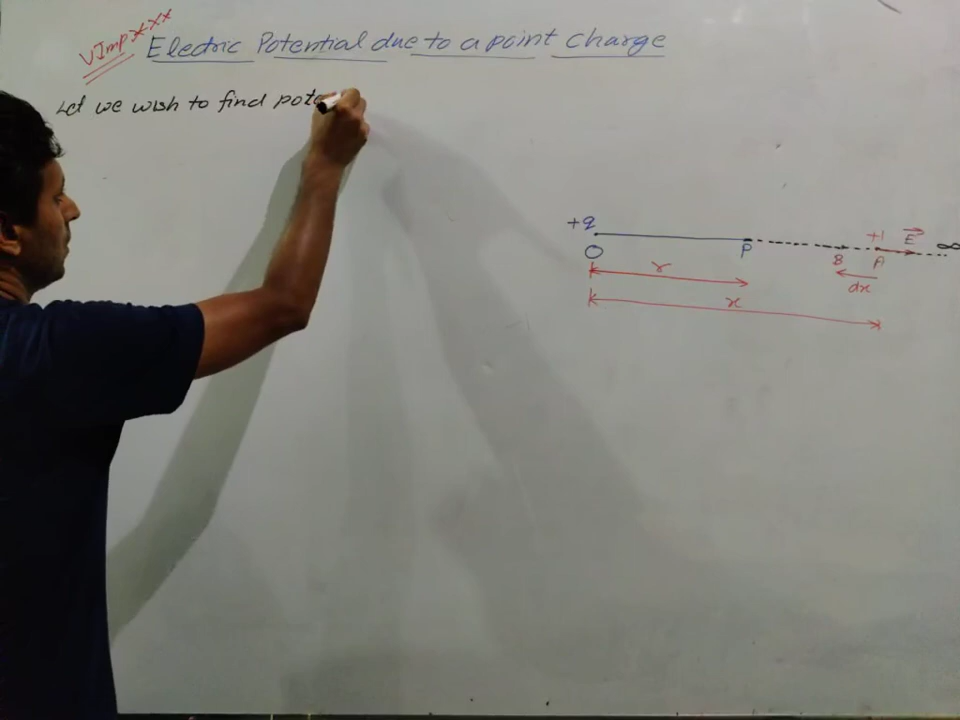 VImp***
Electric Potential due to a point charge
Let we wish to find pote
+q
+1 E ∞
O P B A
r dx
x